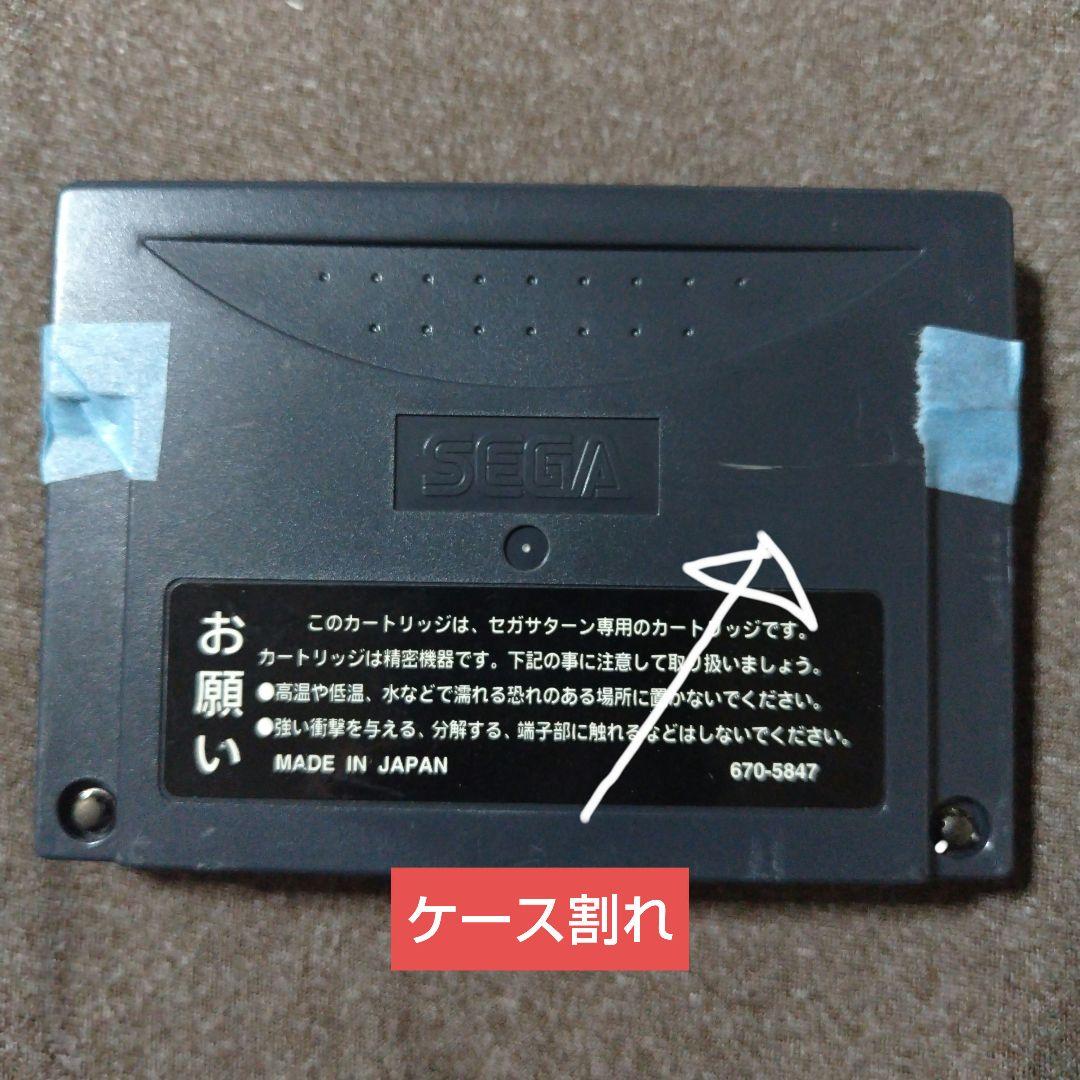 SEGA
お願い
このカートリッジは、セガサターン専用のカートリッジです。
カートリッジは精密機器です。下記の事に注意して取り扱いましょう。
●高温や低温、水などで濡れる恐れのある場所に置かないでください。
●強い衝撃を与える、分解する、端子部に触れるなどはしないでください。
MADE IN JAPAN 670-5847
ケース割れ